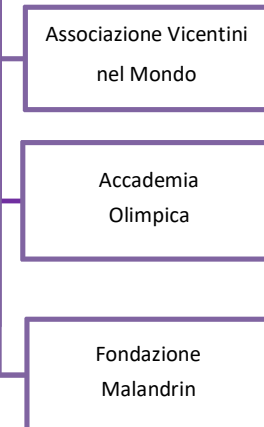 Associazione Vicentini
nel Mondo
Accademia
Olimpica
Fondazione
Malandrin